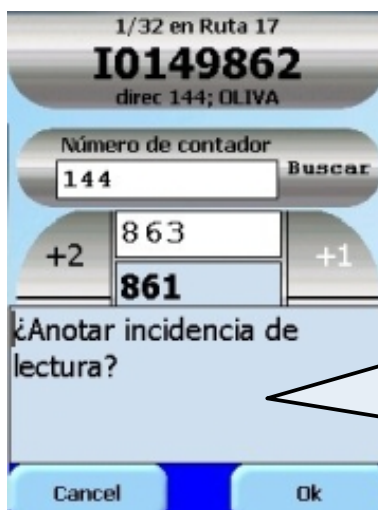 1/32 en Ruta 17
I0149862
direc 144; OLIVA
Número de contador
144 Buscar
863
+2 +1
861
¿Anotar incidencia de
lectura?
Cancel Ok